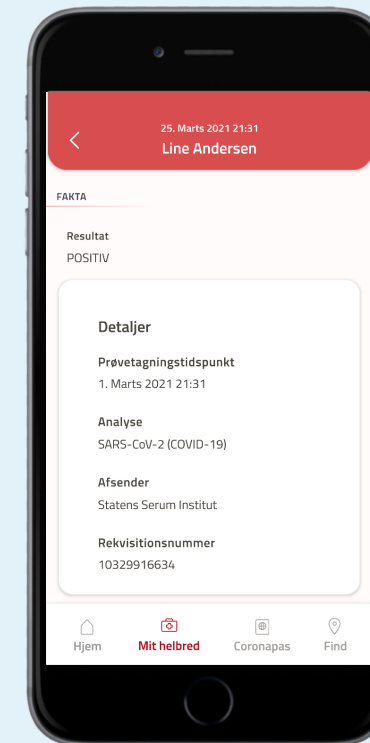 25. Marts 2021 21:31
Line Andersen
FAKTA
Resultat
POSITIV
Detaljer
Prøvetagningstidspunkt
1. Marts 2021 21:31
Analyse
SARS-CoV-2 (COVID-19)
Afsender
Statens Serum Institut
Rekvisitionsnummer
10329916634
Hjem Mit helbred Coronapas Find